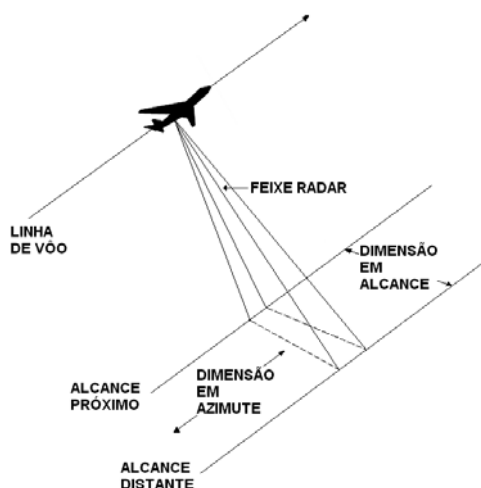 FEIXE RADAR
LINHA
DE VÔO
DIMENSÃO
EM
ALCANCE
DIMENSÃO
EM
AZIMUTE
ALCANCE
PRÓXIMO
ALCANCE
DISTANTE